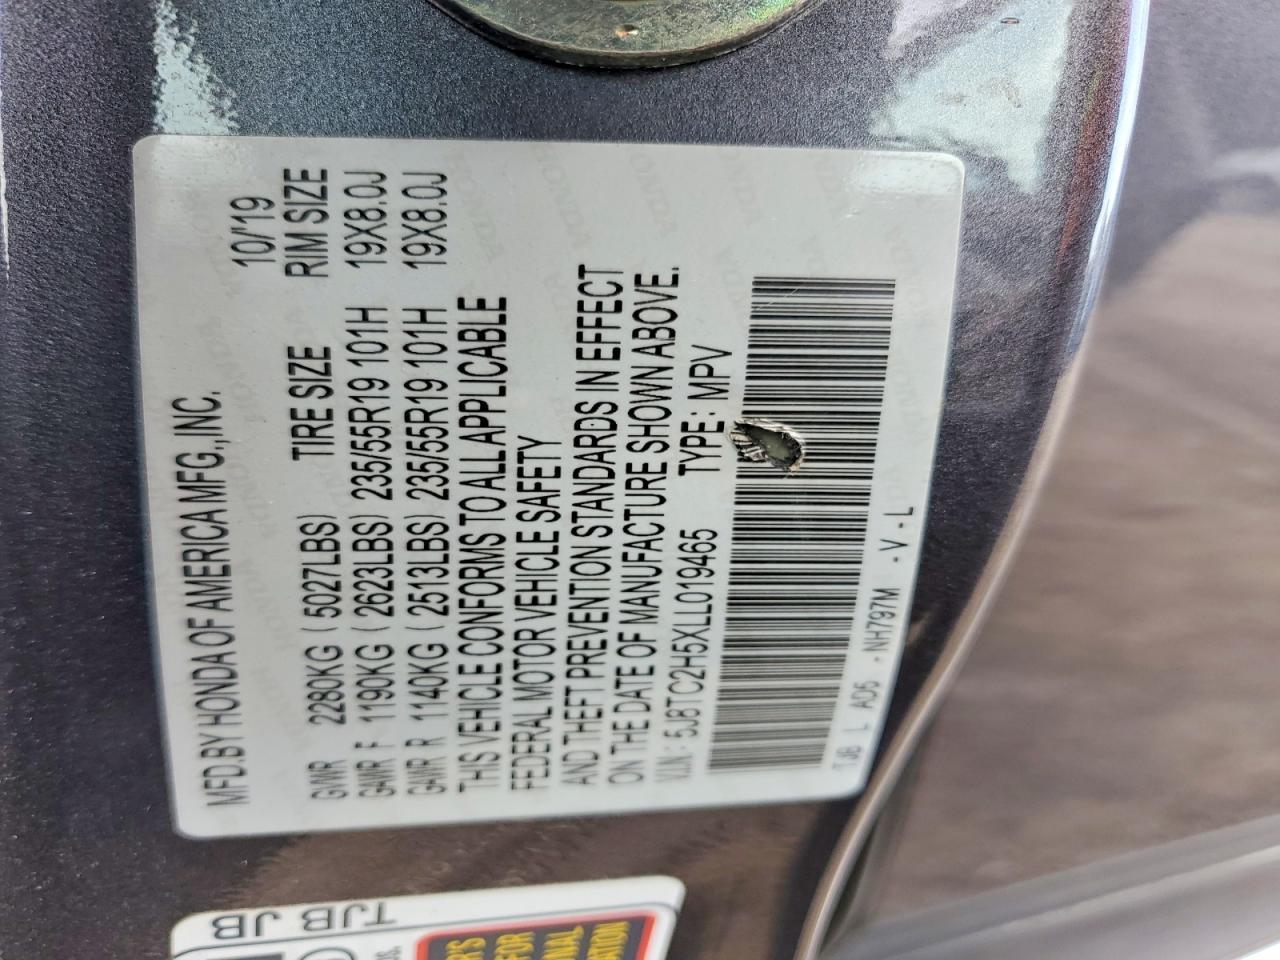 MFD. BY HONDA OF AMERICA MFG., INC. 10/'19
TIRE SIZE RIM SIZE
GVWR 2280KG ( 5027LBS)
GAWR F 1190KG ( 2623LBS) 235/55R19 101H 19X8.0J
GAWR R 1140KG ( 2513LBS) 235/55R19 101H 19X8.0J
THIS VEHICLE CONFORMS TO ALL APPLICABLE
FEDERAL MOTOR VEHICLE SAFETY
AND THEFT PREVENTION STANDARDS IN EFFECT
ON THE DATE OF MANUFACTURE SHOWN ABOVE.
V.I.N: 5J8TC2H5XLL019465 TYPE: MPV
TJB L A05 - NH797M - V - L
TJB
JB